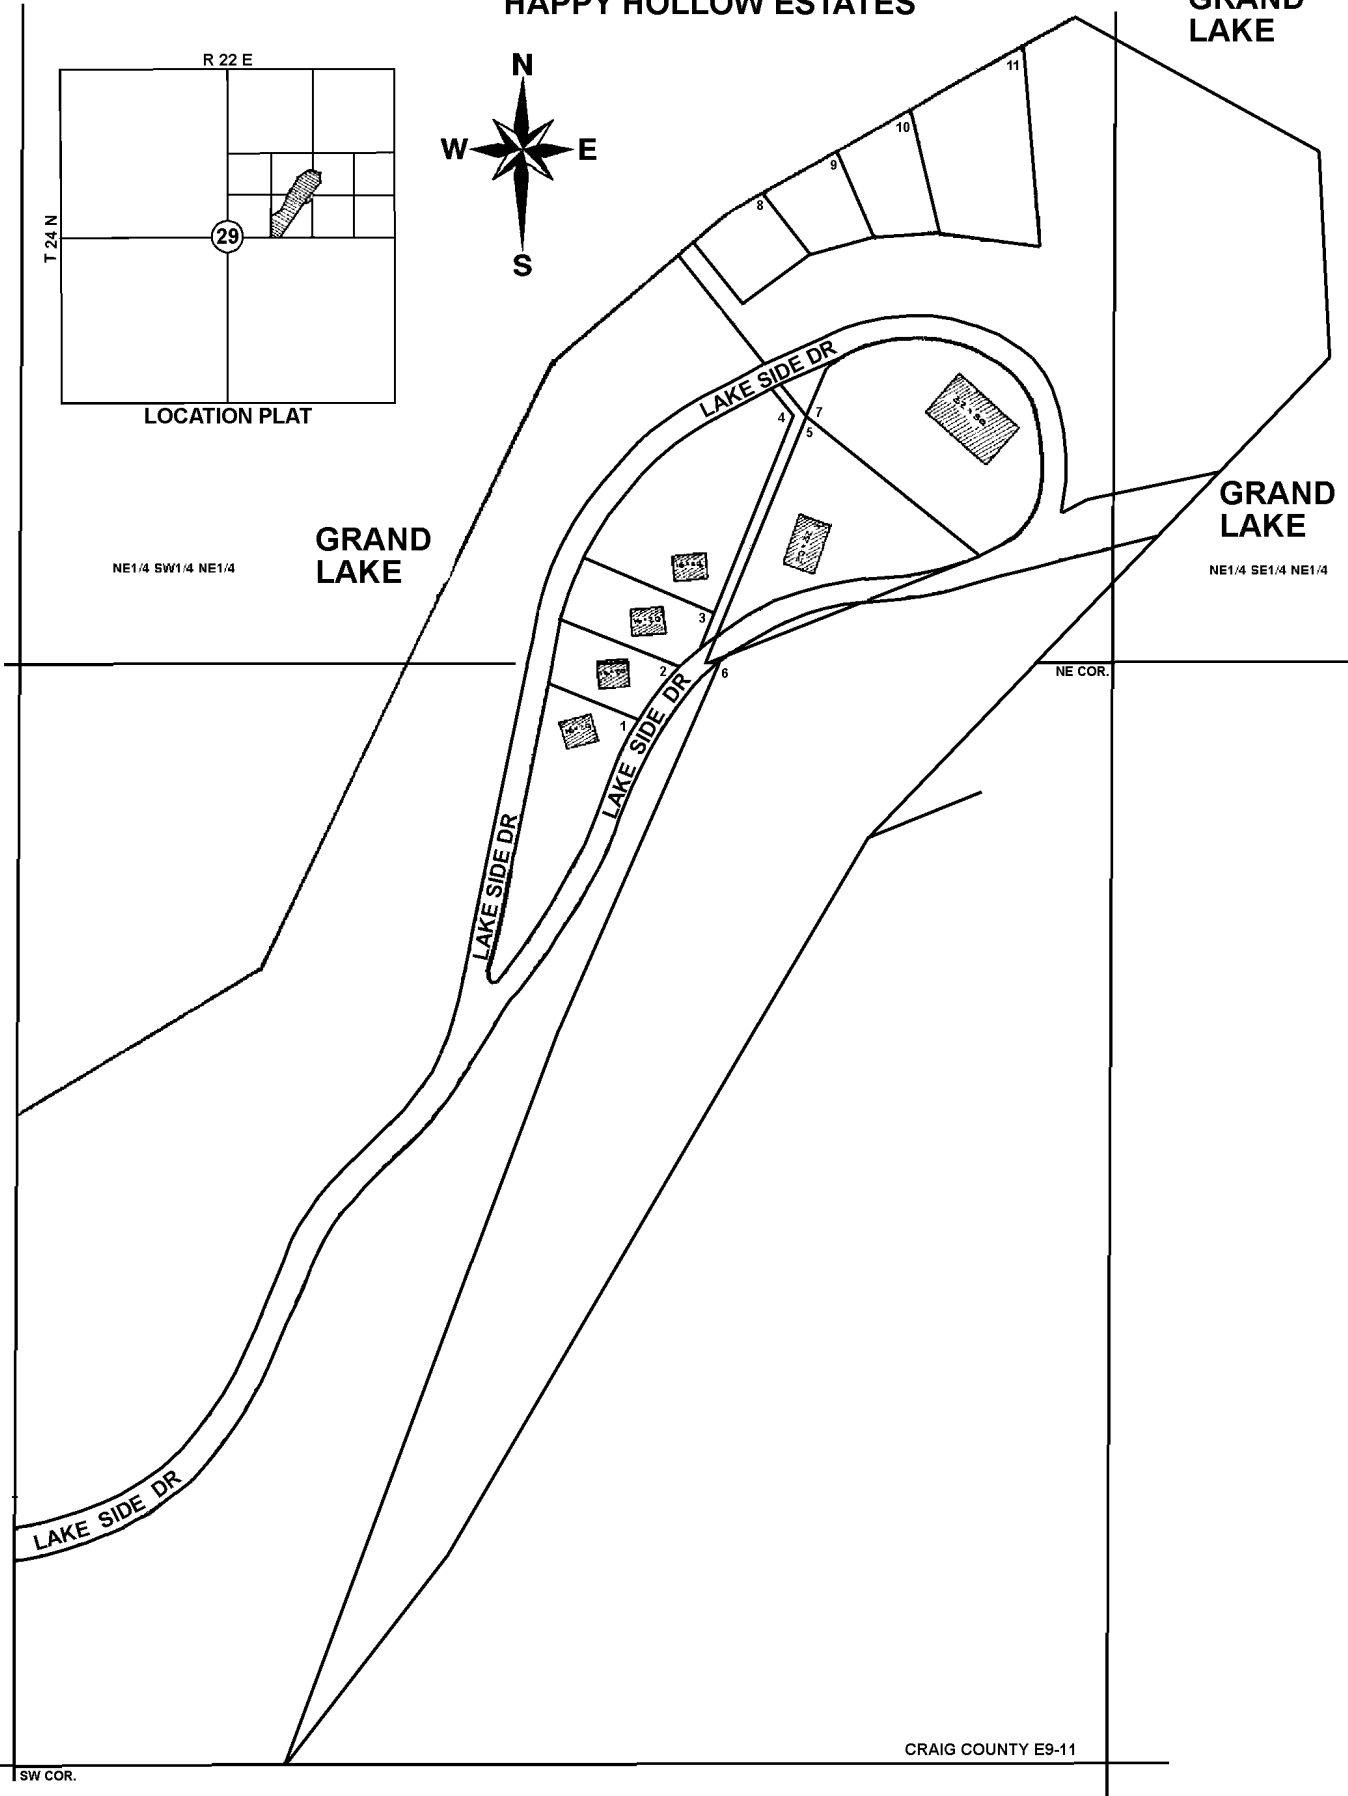 HAPPY HOLLOW ESTATES
GRAND
LAKE
R 22 E
T 24 N
29
LOCATION PLAT
N
W
E
S
11
10
9
8
LAKE SIDE DR
4
7
5
GRAND
LAKE
NE1/4 SW1/4 NE1/4
GRAND
LAKE
NE1/4 SE1/4 NE1/4
3
2
6
NE COR.
1
LAKE SIDE DR
LAKE SIDE DR
LAKE SIDE DR
CRAIG COUNTY E9-11
SW COR.